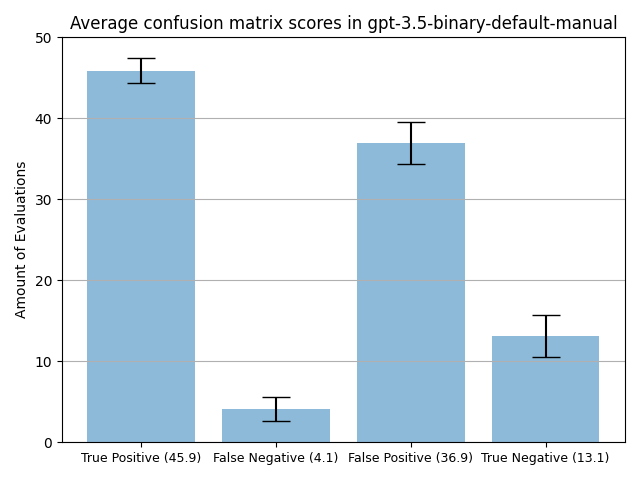 Average confusion matrix scores in gpt-3.5-binary-default-manual
50
40
30
20
10
0
Amount of Evaluations
True Positive (45.9) False Negative (4.1) False Positive (36.9) True Negative (13.1)